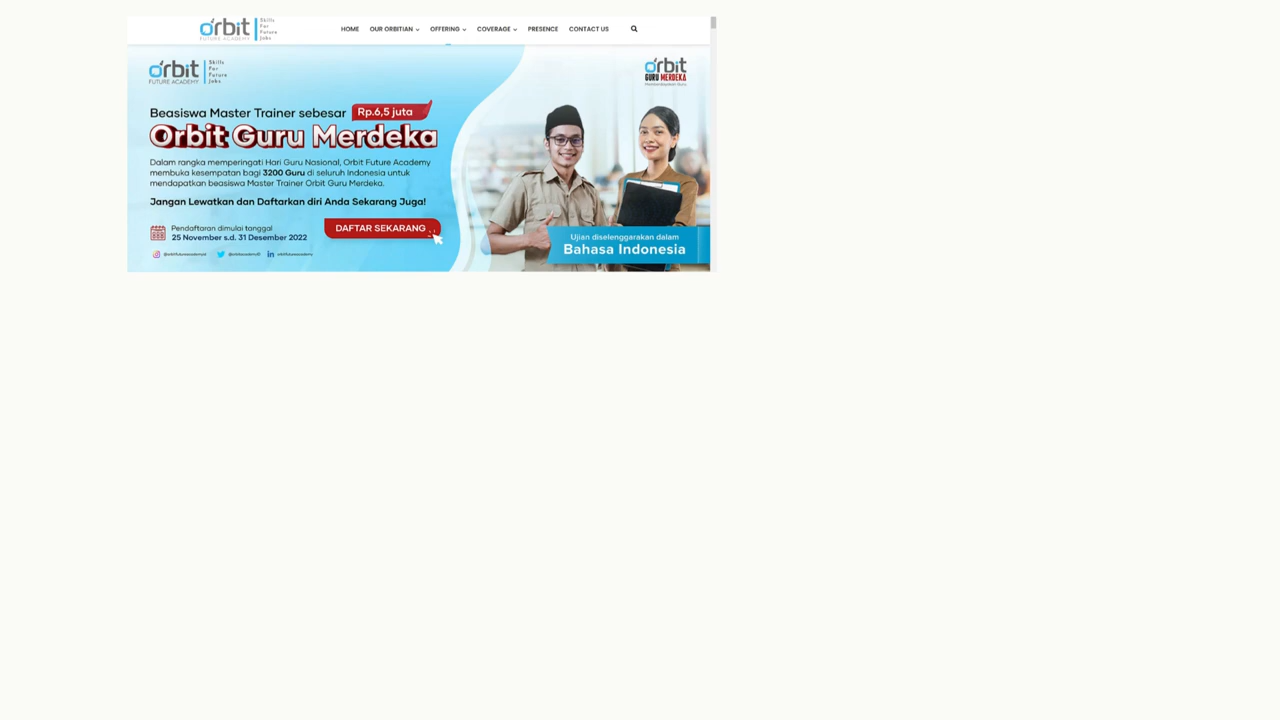 orbit
FUTURE ACADEMY
Skills
For
Future
Jobs
HOME OUR ORBITIAN OFFERING COVERAGE PRESENCE CONTACT US
orbit
FUTURE ACADEMY
Skills
For
Future
Jobs
orbit
GURU MERDEKA
Beasiswa Master Trainer sebesar Rp.6,5 juta
Orbit Guru Merdeka
Dalam rangka memperingati Hari Guru Nasional, Orbit Future Academy
membuka kesempatan bagi 3200 Guru di seluruh Indonesia untuk
mendapatkan beasiswa Master Trainer Orbit Guru Merdeka.
Jangan Lewatkan dan Daftarkan diri Anda Sekarang Juga!
Pendaftaran dimulai tanggal
25 November s.d. 31 Desember 2022
DAFTAR SEKARANG
Ujian diselenggarakan dalam
Bahasa Indonesia